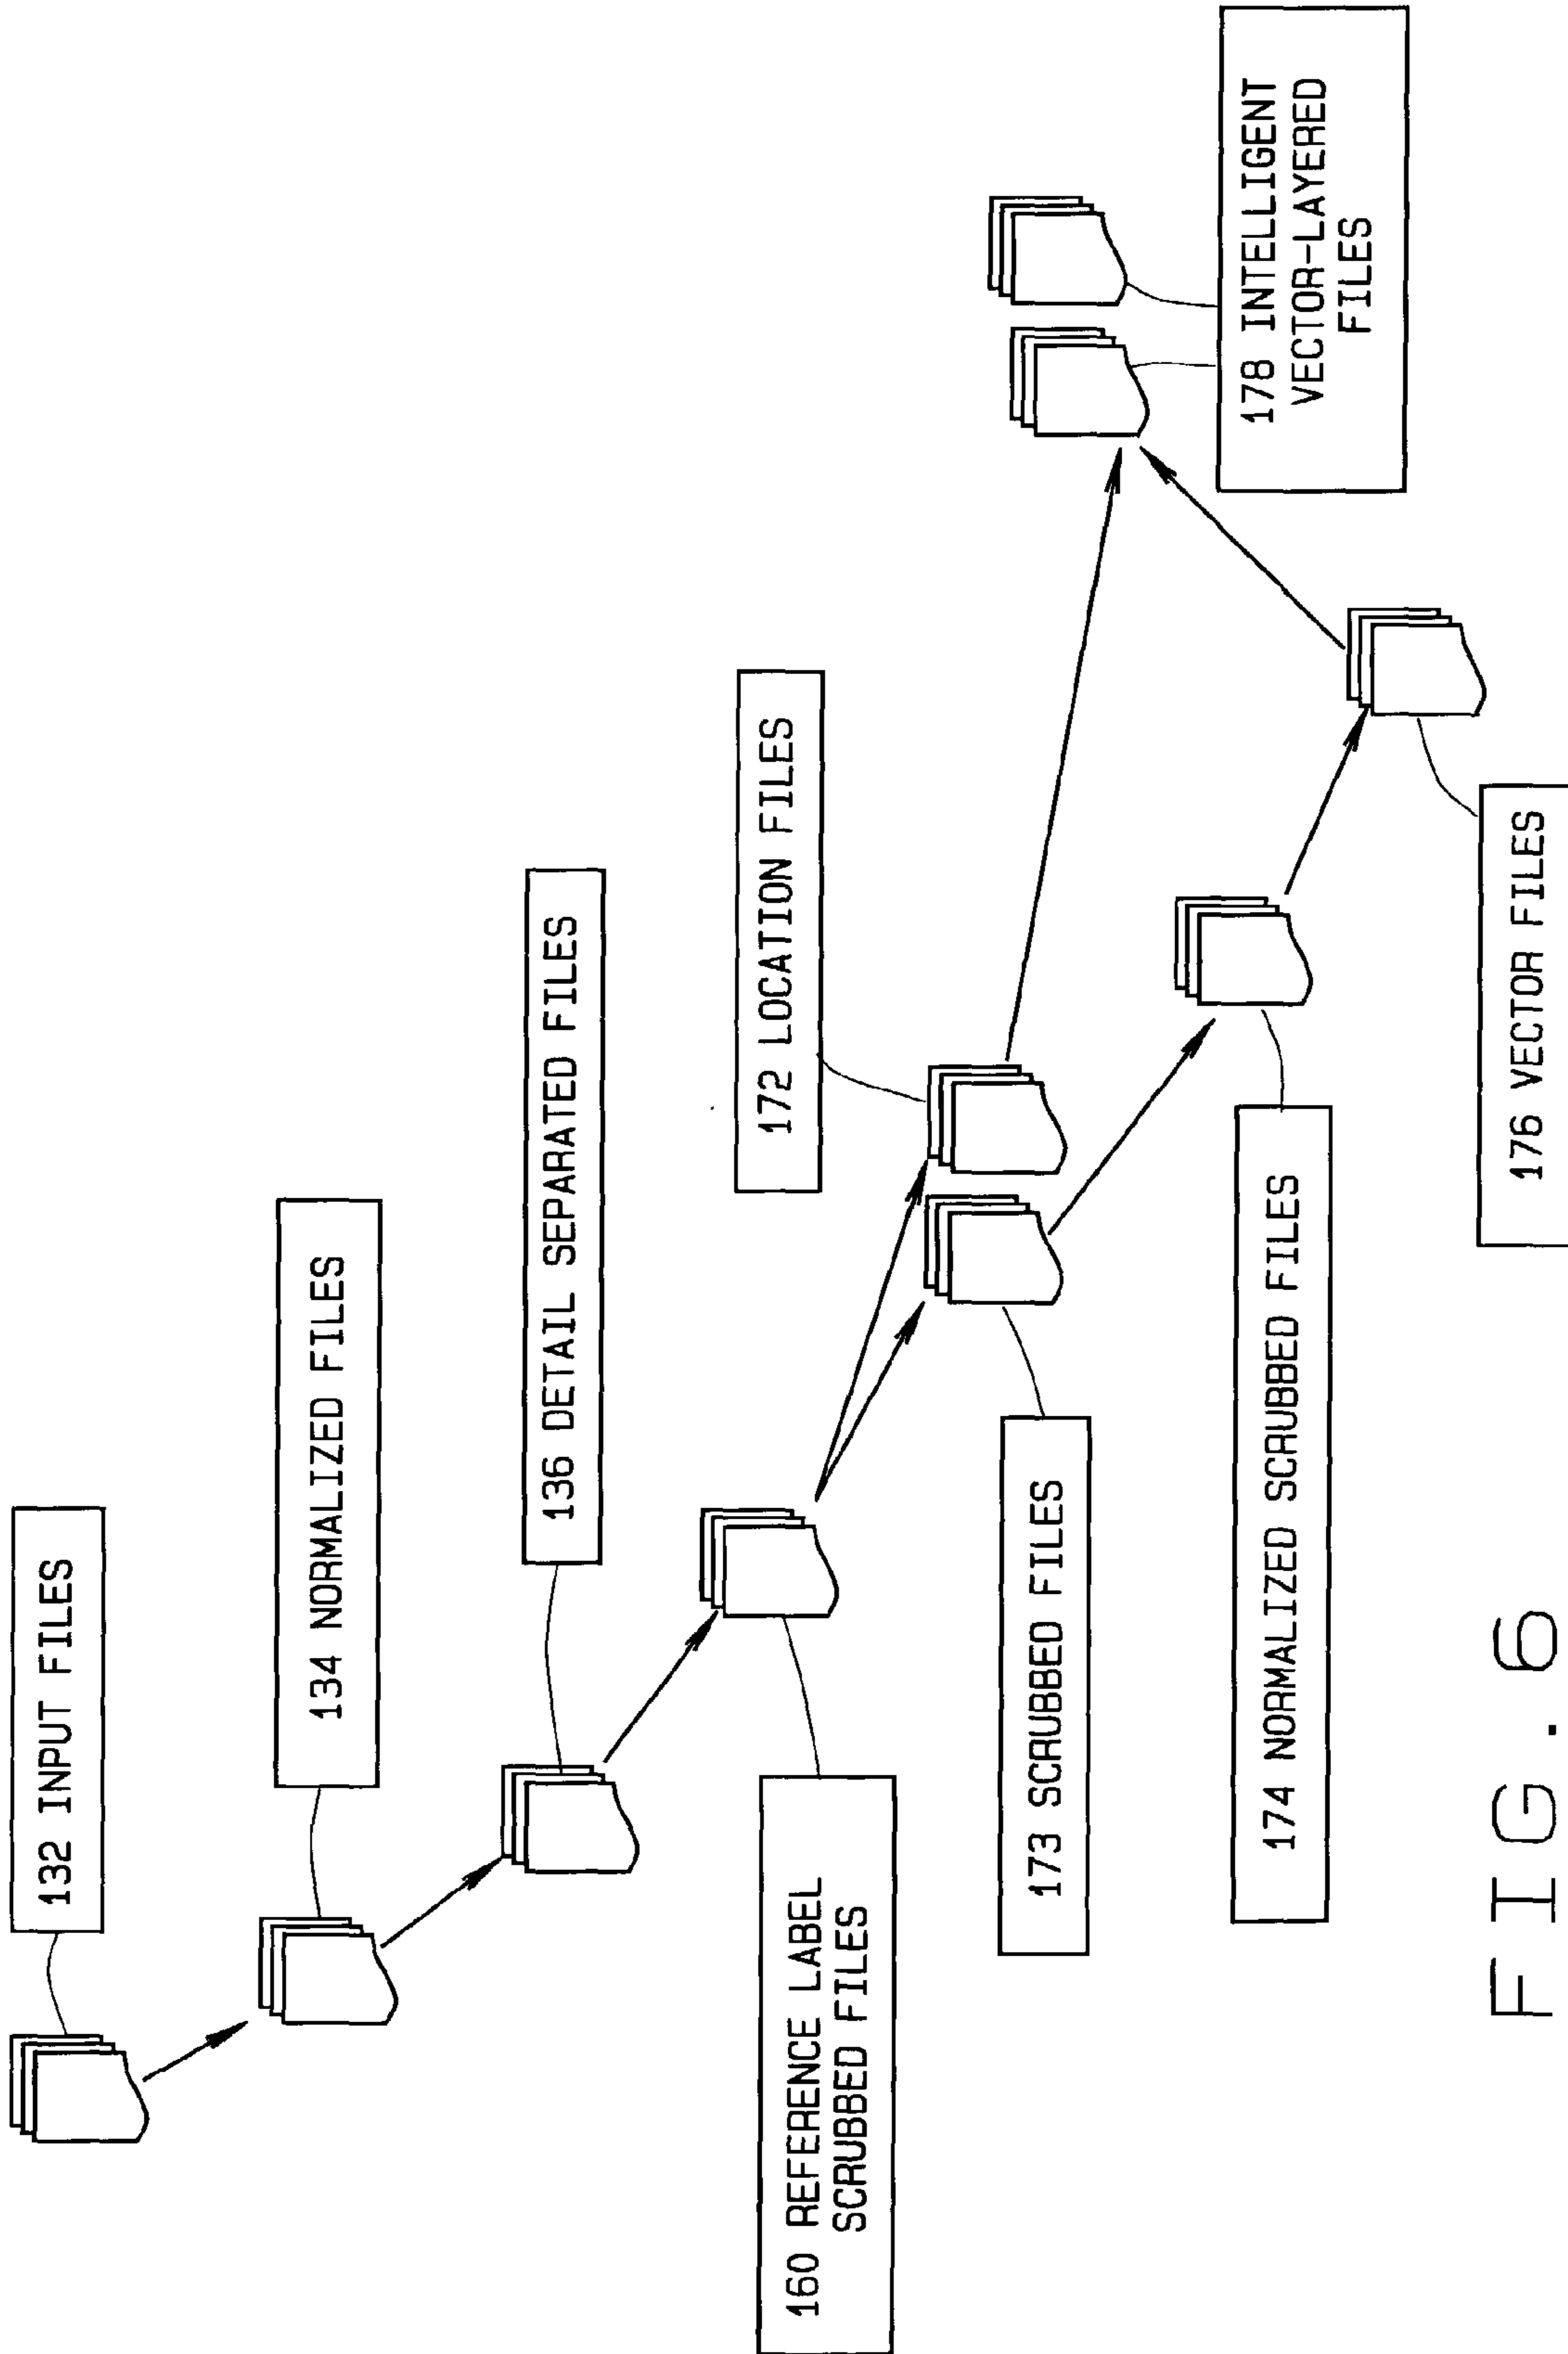 132 INPUT FILES
134 NORMALIZED FILES
136 DETAIL SEPARATED FILES
160 REFERENCE LABEL
SCRUBBED FILES
172 LOCATION FILES
173 SCRUBBED FILES
174 NORMALIZED SCRUBBED FILES
176 VECTOR FILES
178 INTELLIGENT
VECTOR-LAYERED
FILES
FIG. 6